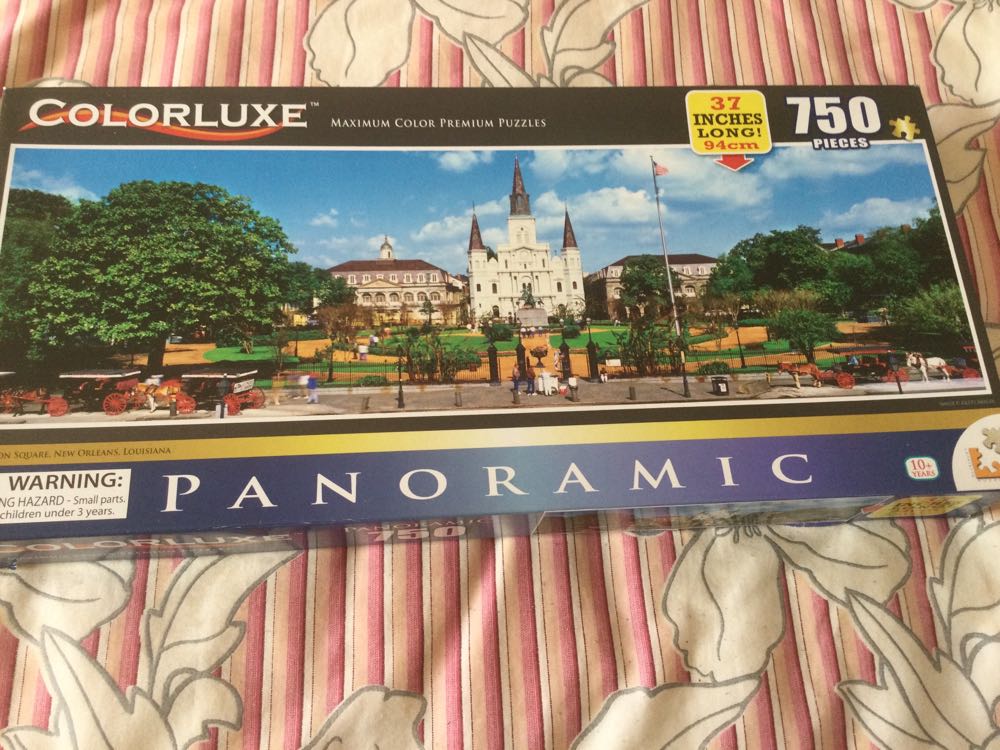 COLORLUXE™
MAXIMUM COLOR PREMIUM PUZZLES
37
INCHES
LONG!
94cm
750
PIECES
ON SQUARE, NEW ORLEANS, LOUISIANA
WARNING:
NG HAZARD - Small parts.
children under 3 years.
PANORAMIC
10+
YEARS
COLORLUXE
PANORAMIC
750